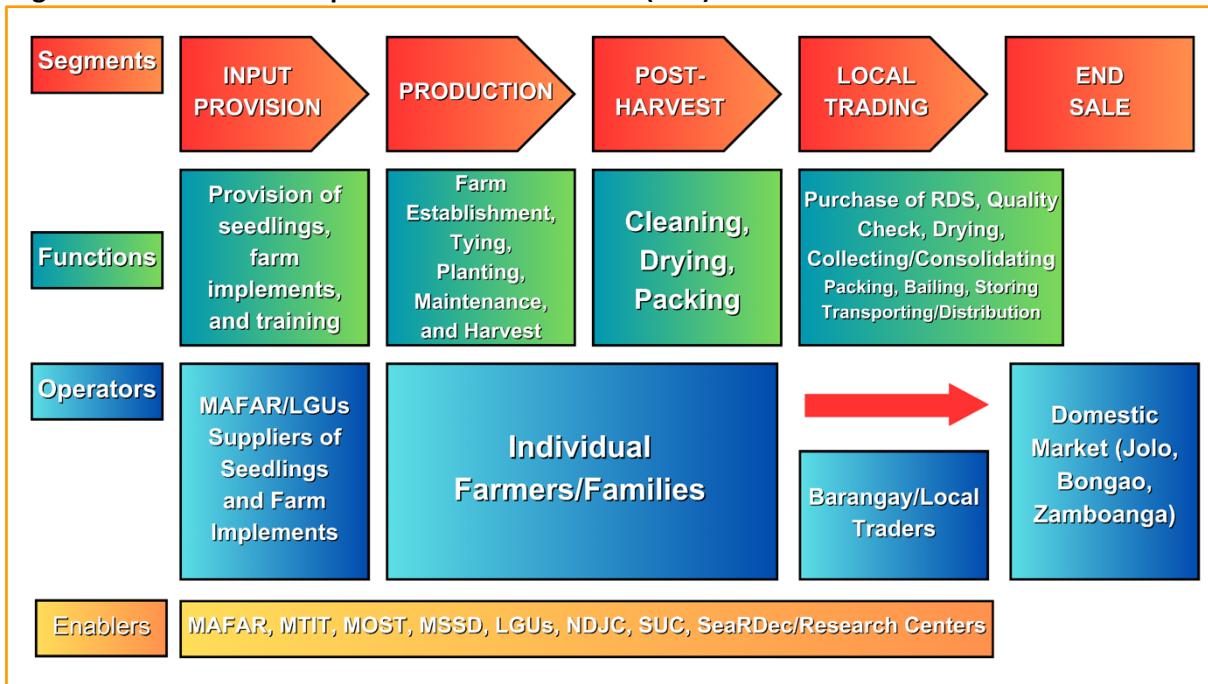 Segments
INPUT
PROVISION
PRODUCTION
POST-
HARVEST
LOCAL
TRADING
END
SALE
Functions
Provision of
seedlings,
farm
implements,
and training
Farm
Establishment,
Tying,
Planting,
Maintenance,
and Harvest
Cleaning,
Drying,
Packing
Purchase of RDS, Quality
Check, Drying,
Collecting/Consolidating
Packing, Bailing, Storing
Transporting/Distribution
Operators
MAFAR/LGUs
Suppliers of
Seedlings
and Farm
Implements
Individual
Farmers/Families
Barangay/Local
Traders
Domestic
Market (Jolo,
Bongao,
Zamboanga)
Enablers
MAFAR, MTIT, MOST, MSSD, LGUs, NDJC, SUC, SeaRDec/Research Centers